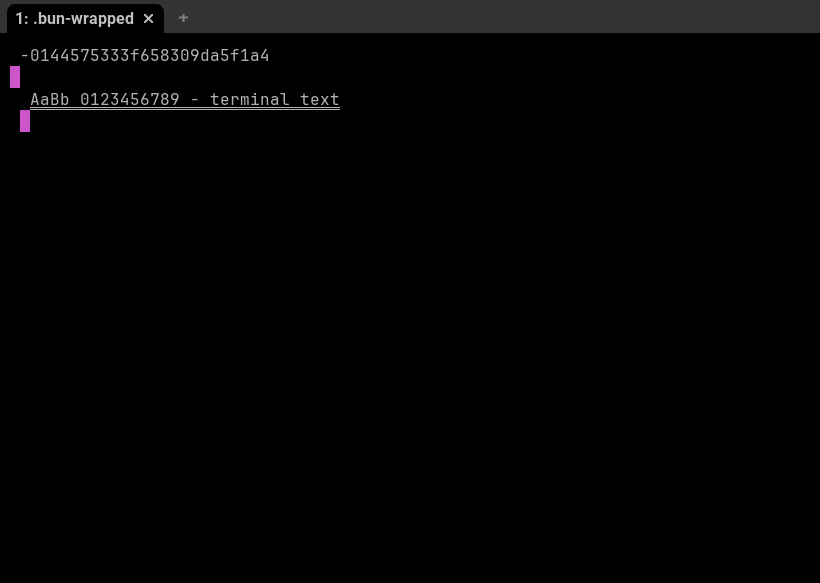 1: .bun-wrapped × +
-0144575333f658309da5f1a4
AaBb 0123456789 - terminal text